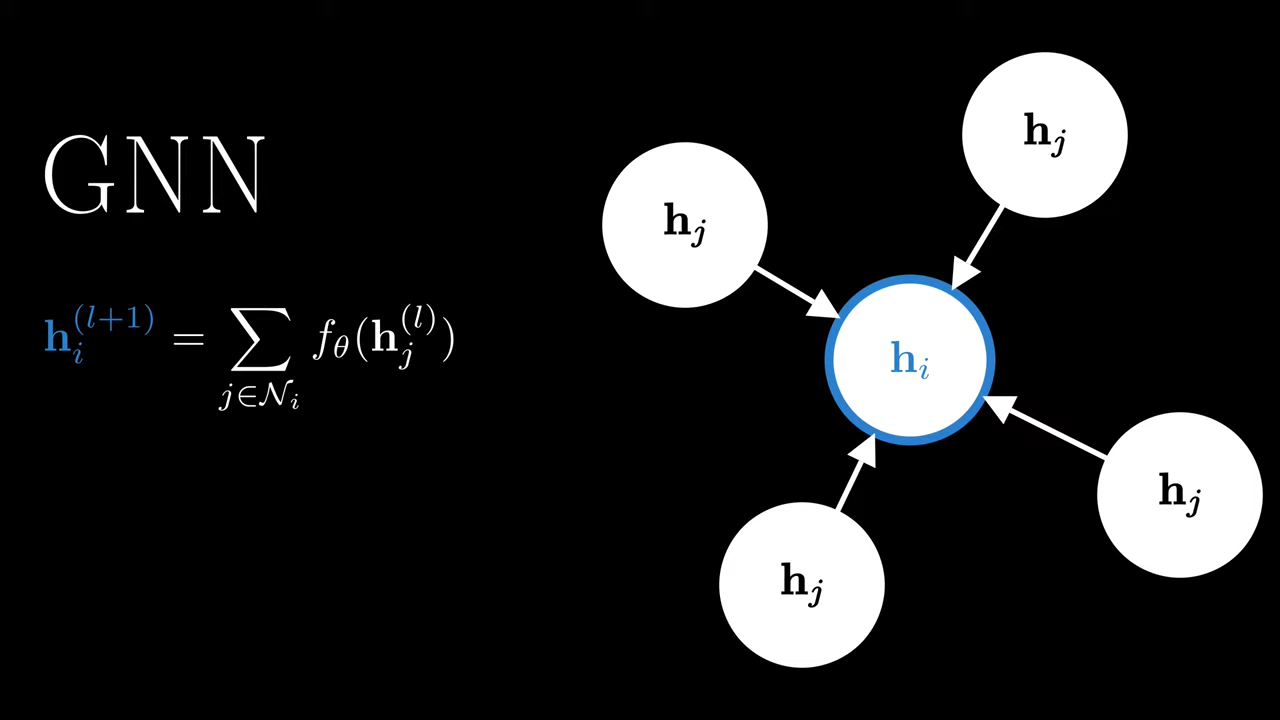 GNN
h_i^{(l+1)} = \sum_{j \in \mathcal{N}_i} f_\theta(h_j^{(l)})
h_j
h_j
h_i
h_j
h_j